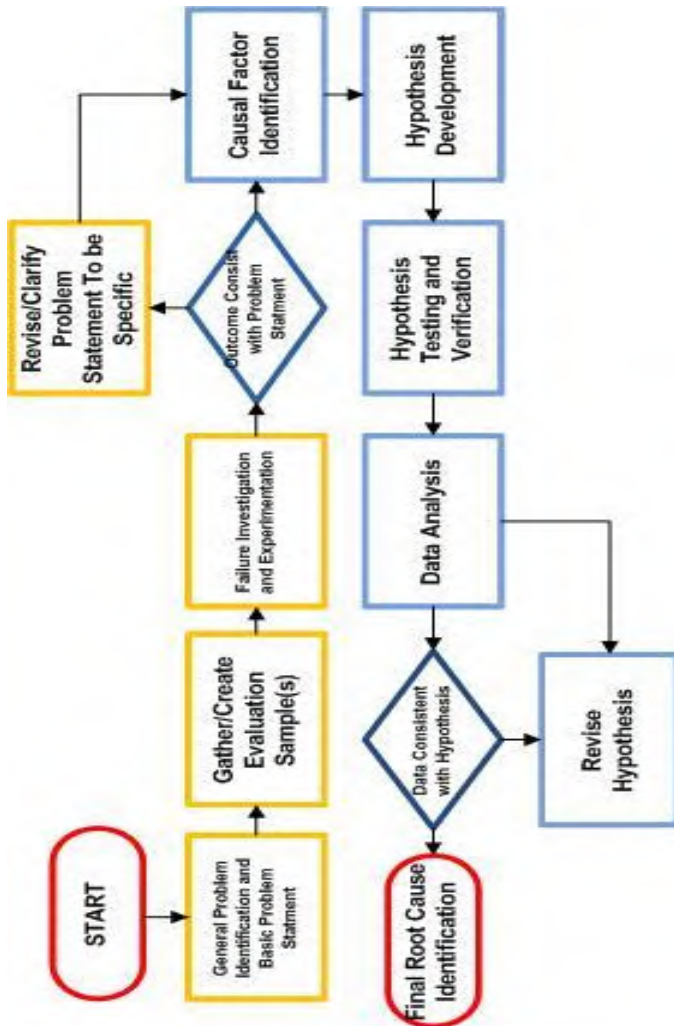 START
General Problem
Identification and
Basic Problem
Statment
Gather/Create
Evaluation
Sample(s)
Failure Investigation
and Experimentation
Outcome Consist
with Problem
Statment
Revise/Clarify
Problem
Statement To be
Specific
Causal Factor
Identification
Hypothesis
Development
Hypothesis
Testing and
Verification
Data Analysis
Data Consistent
with Hypothesis
Revise
Hypothesis
Final Root Cause
Identification